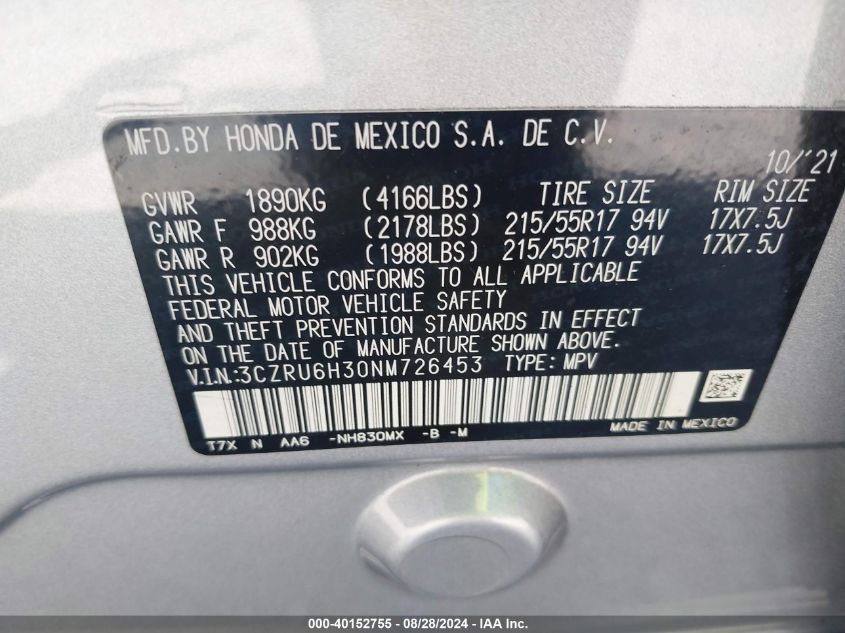 MFD.BY HONDA DE MEXICO S.A. DE C.V.
10/'21
GVWR 1890KG (4166LBS) TIRE SIZE RIM SIZE
GAWR F 988KG (2178LBS) 215/55R17 94V 17X7.5J
GAWR R 902KG (1988LBS) 215/55R17 94V 17X7.5J
THIS VEHICLE CONFORMS TO ALL APPLICABLE
FEDERAL MOTOR VEHICLE SAFETY
AND THEFT PREVENTION STANDARDS IN EFFECT
ON THE DATE OF MANUFACTURE SHOWN ABOVE.
V.I.N.:3CZRU6H30NM726453 TYPE: MPV
T7X N AA6 -NH830MX -B -M MADE IN MEXICO
000-40152755 | 08/28/2024 - IAA Inc.